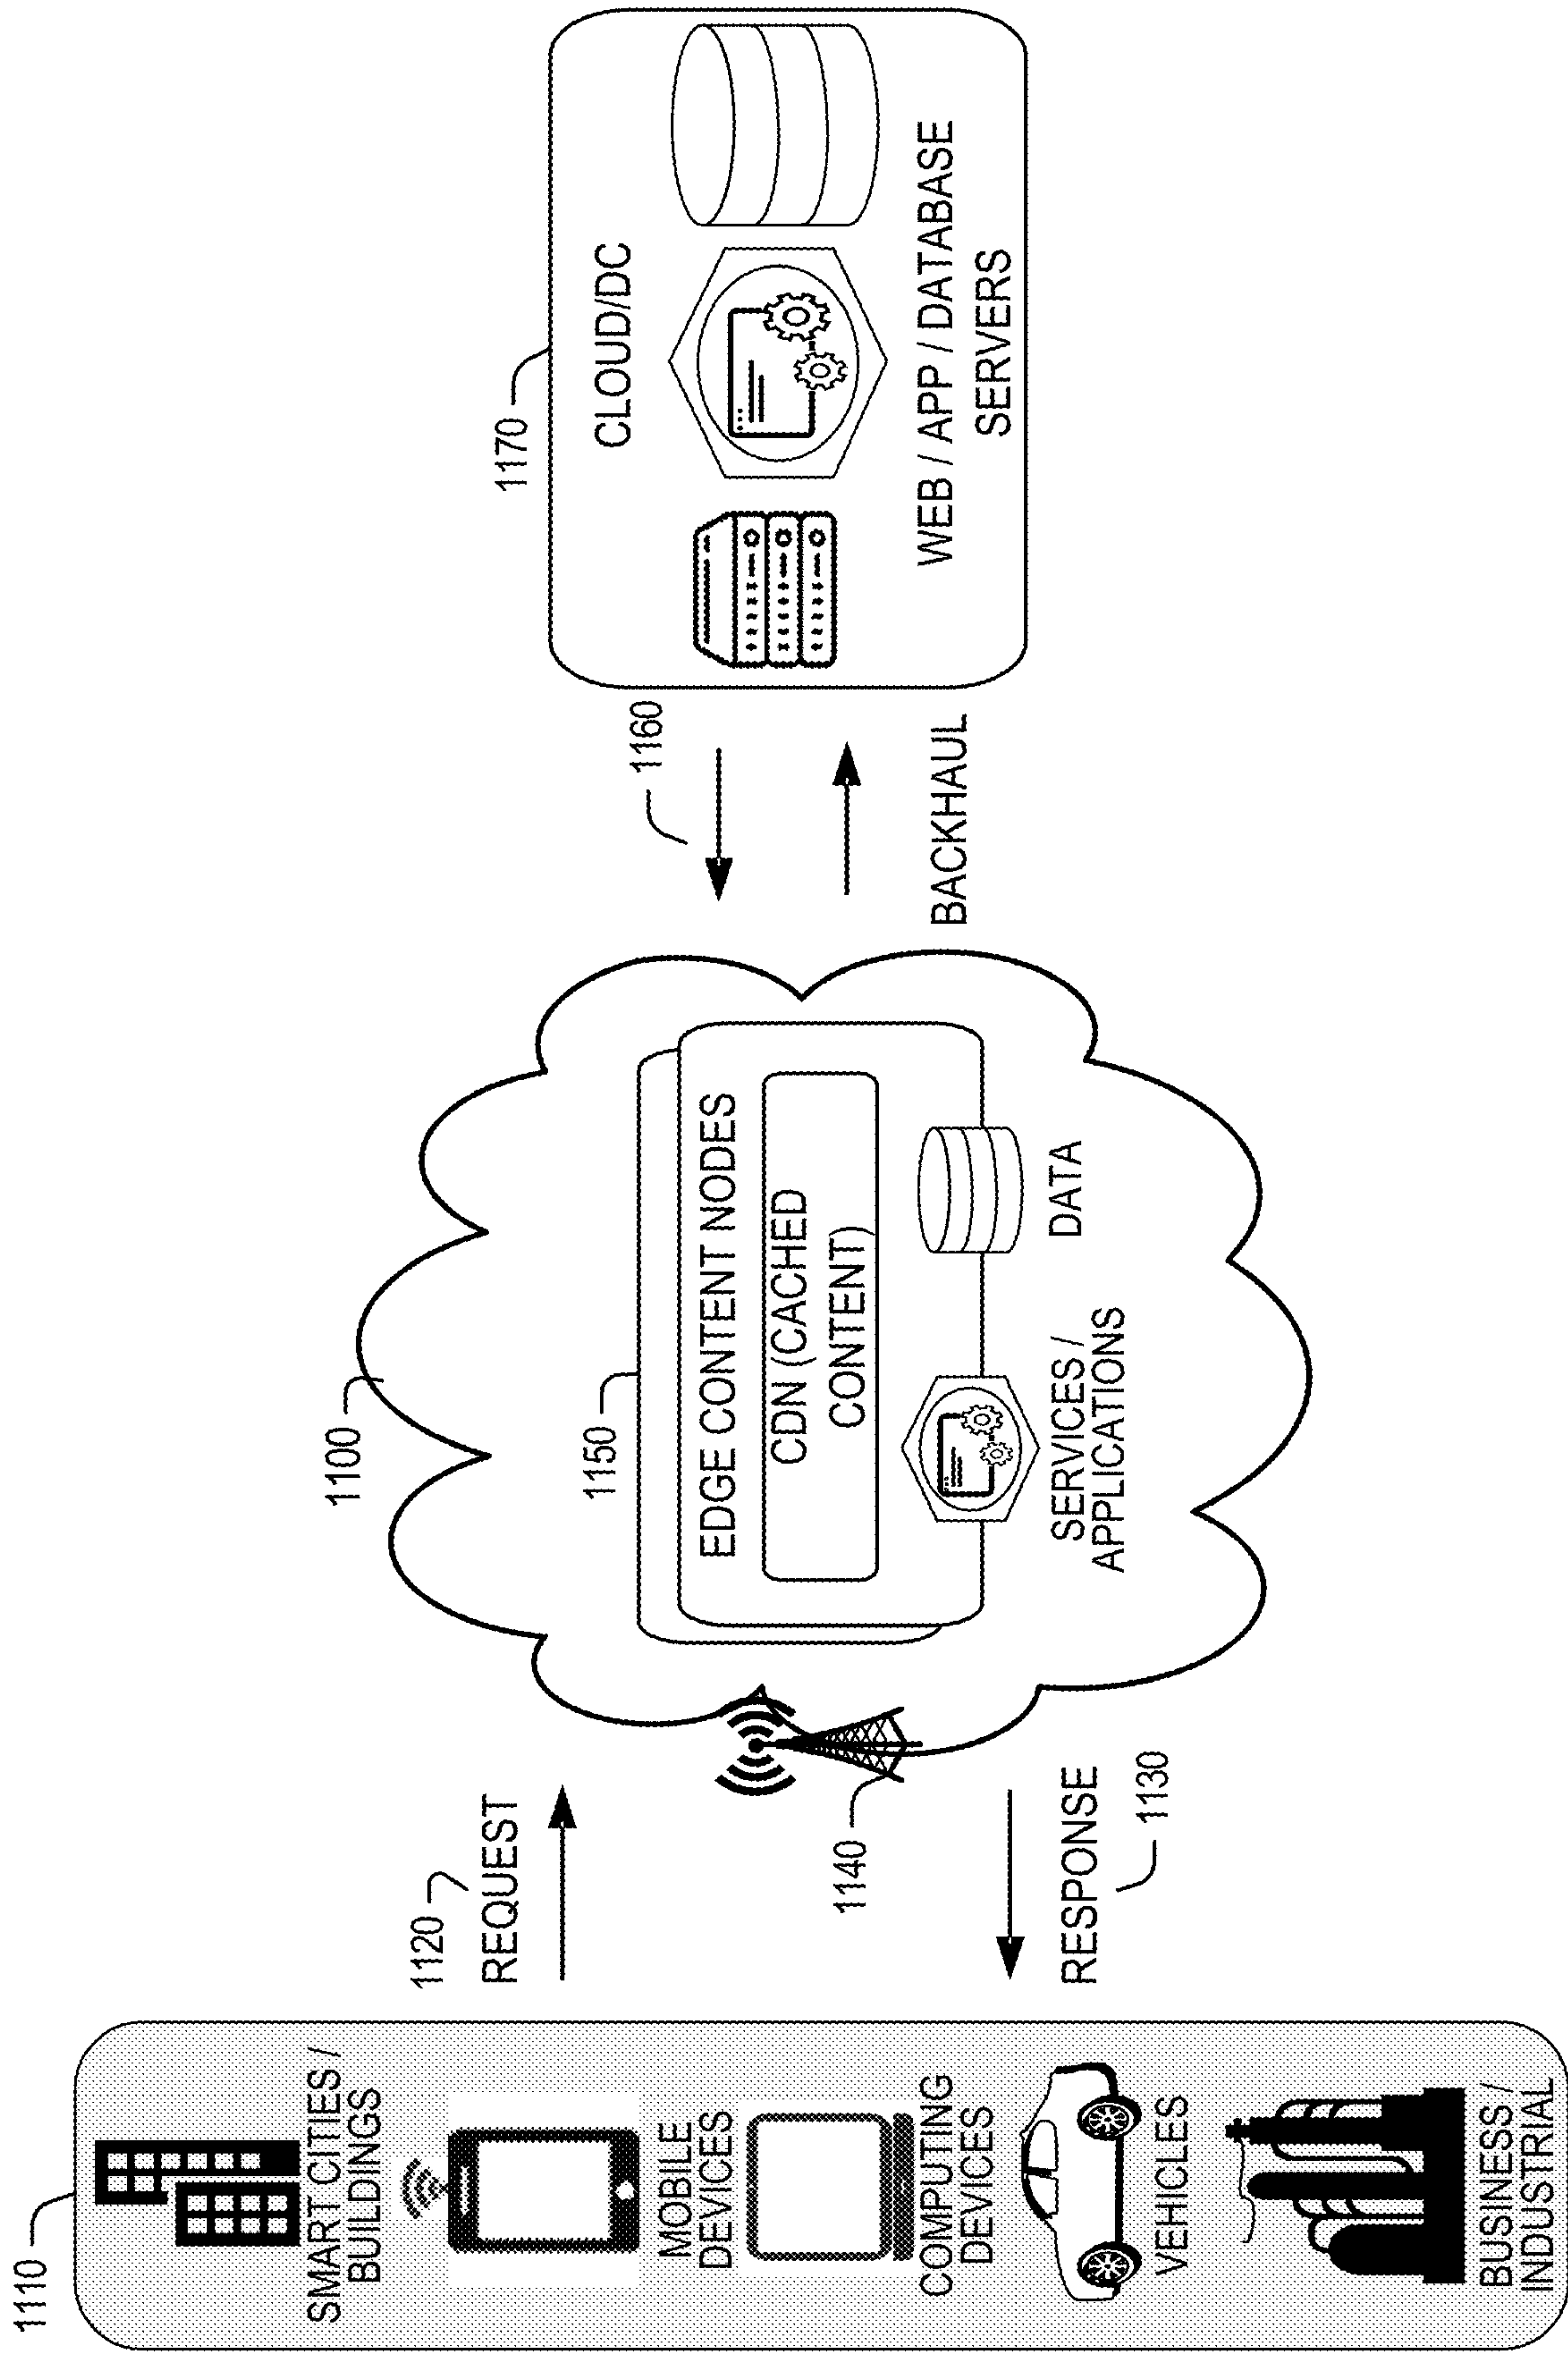 1110
SMART CITIES /
BUILDINGS
MOBILE
DEVICES
COMPUTING
DEVICES
VEHICLES
BUSINESS /
INDUSTRIAL
1120
REQUEST
1140
RESPONSE
1130
1100
1150
EDGE CONTENT NODES
CDN (CACHED
CONTENT)
SERVICES /
APPLICATIONS
DATA
1160
BACKHAUL
1170
CLOUD/DC
WEB / APP / DATABASE
SERVERS